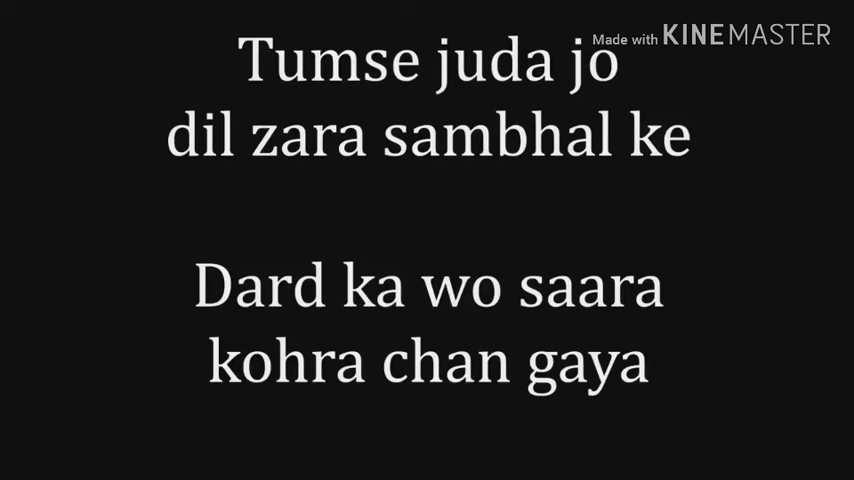 Made with KINEMASTER
Tumse juda jo
dil zara sambhal ke
Dard ka wo saara
kohra chan gaya